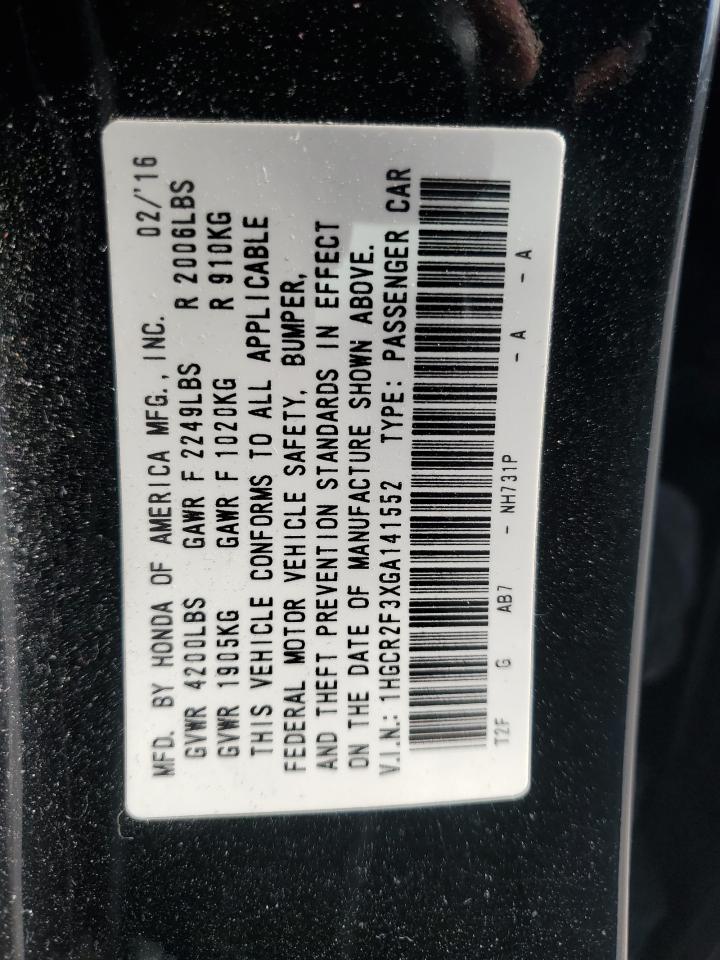 MFD. BY HONDA OF AMERICA MFG., INC. 02/'16
GVWR 4200LBS GAWR F 2249LBS R 2006LBS
GVWR 1905KG GAWR F 1020KG R 910KG
THIS VEHICLE CONFORMS TO ALL APPLICABLE
FEDERAL MOTOR VEHICLE SAFETY, BUMPER,
AND THEFT PREVENTION STANDARDS IN EFFECT
ON THE DATE OF MANUFACTURE SHOWN ABOVE.
V.I.N.: 1HGCR2F3XGA141552 TYPE: PASSENGER CAR
T2F G AB7 - NH731P - A - A